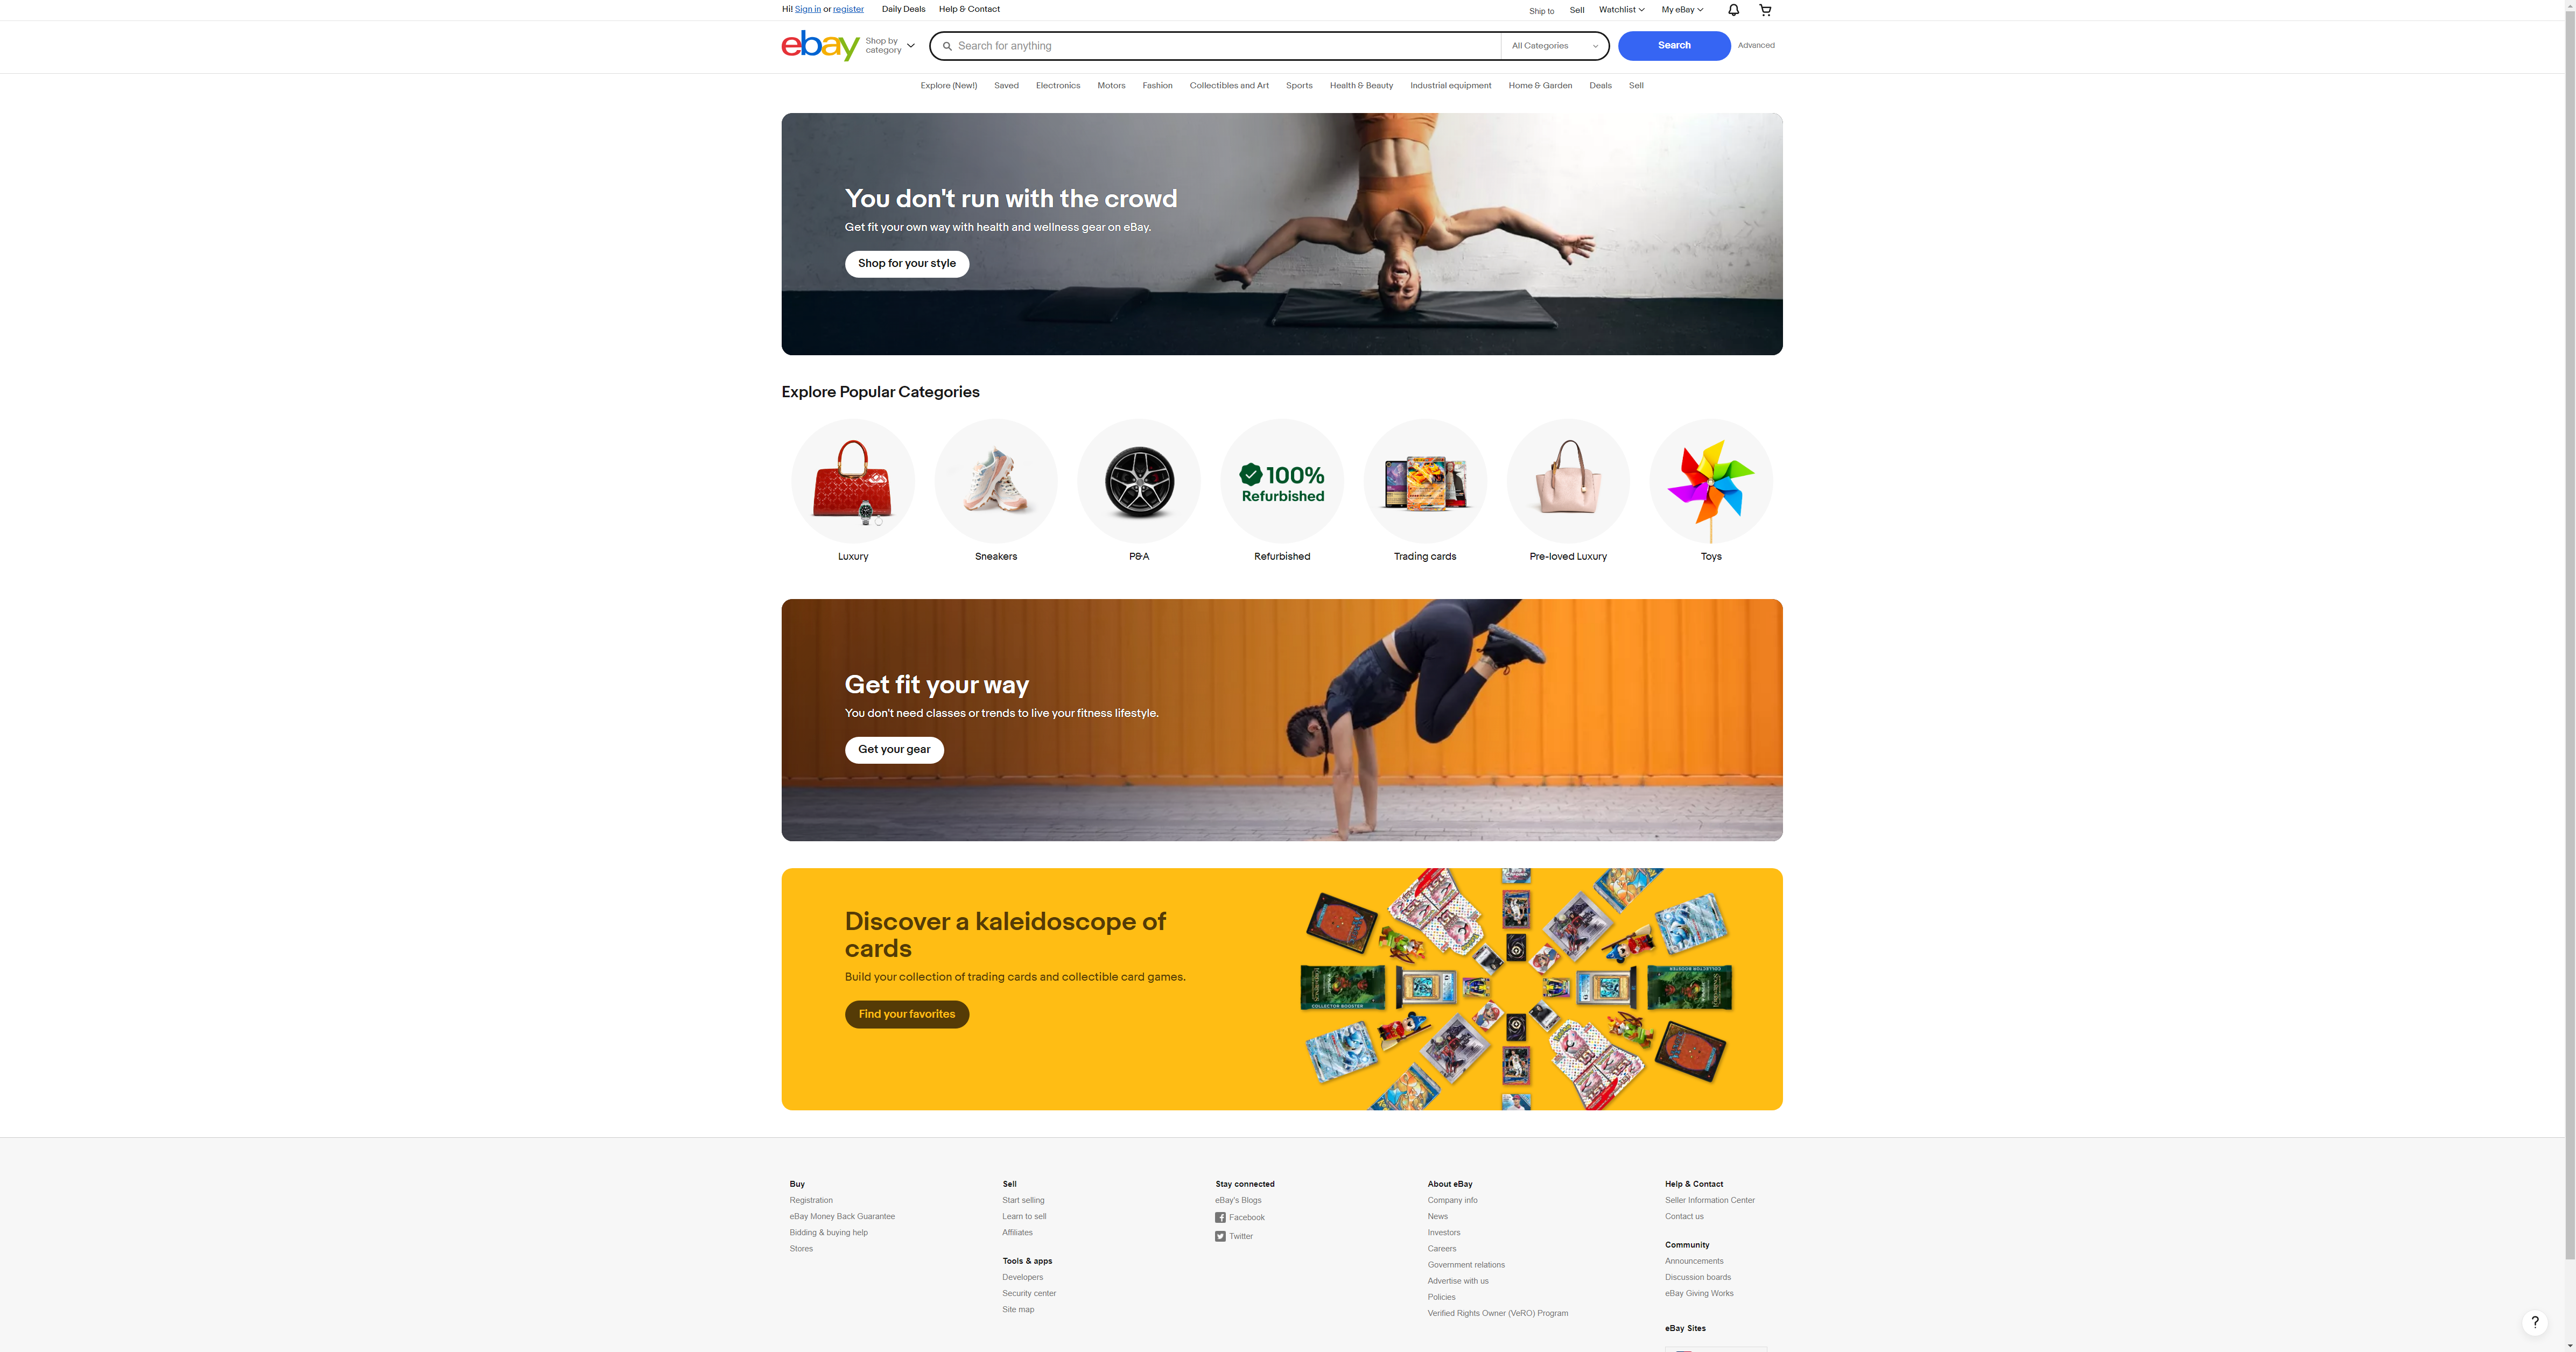 Hi! Sign in or register
Daily Deals
Help & Contact
Ship to
Sell
Watchlist
My eBay
ebay
Shop by
category
Search for anything
All Categories
Search
Advanced
Explore (New!)
Saved
Electronics
Motors
Fashion
Collectibles and Art
Sports
Health & Beauty
Industrial equipment
Home & Garden
Deals
Sell
You don't run with the crowd
Get fit your own way with health and wellness gear on eBay.
Shop for your style
Explore Popular Categories
100%
Refurbished
Luxury
Sneakers
P&A
Refurbished
Trading cards
Pre-loved Luxury
Toys
Get fit your way
You don't need classes or trends to live your fitness lifestyle.
Get your gear
Discover a kaleidoscope of
cards
Build your collection of trading cards and collectible card games.
Find your favorites
COLLECTOR BOOSTER
COLLECTOR BOOSTER
Buy
Registration
eBay Money Back Guarantee
Bidding & buying help
Stores
Sell
Start selling
Learn to sell
Affiliates
Tools & apps
Developers
Security center
Site map
Stay connected
eBay's Blogs
Facebook
Twitter
About eBay
Company info
News
Investors
Careers
Government relations
Advertise with us
Policies
Verified Rights Owner (VeRO) Program
Help & Contact
Seller Information Center
Contact us
Community
Announcements
Discussion boards
eBay Giving Works
eBay Sites
?